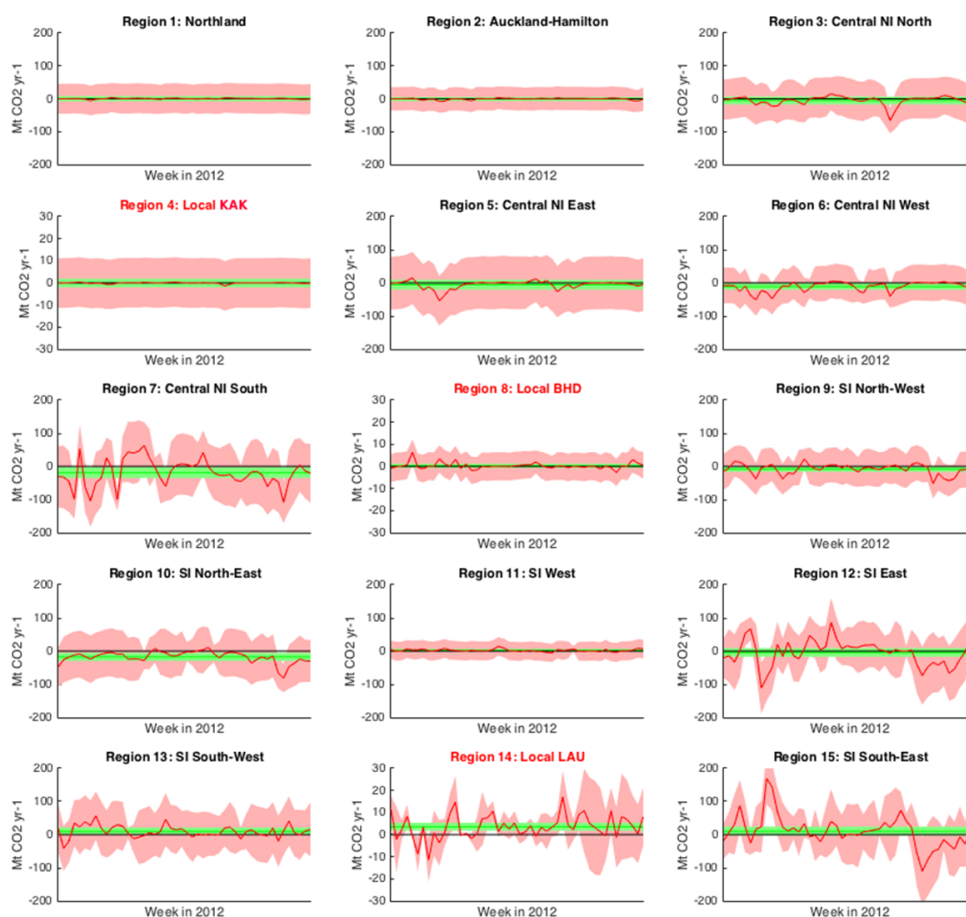 Region 1: Northland
Region 2: Auckland-Hamilton
Region 3: Central NI North
200
100
0
-100
-200
Mt CO2 yr-1
Week in 2012
200
100
0
-100
-200
Mt CO2 yr-1
Week in 2012
200
100
0
-100
-200
Mt CO2 yr-1
Week in 2012
Region 4: Local KAK
Region 5: Central NI East
Region 6: Central NI West
30
20
10
0
-10
-20
-30
Mt CO2 yr-1
Week in 2012
200
100
0
-100
-200
Mt CO2 yr-1
Week in 2012
200
100
0
-100
-200
Mt CO2 yr-1
Week in 2012
Region 7: Central NI South
Region 8: Local BHD
Region 9: SI North-West
200
100
0
-100
-200
Mt CO2 yr-1
Week in 2012
30
20
10
0
-10
-20
-30
Mt CO2 yr-1
Week in 2012
200
100
0
-100
-200
Mt CO2 yr-1
Week in 2012
Region 10: SI North-East
Region 11: SI West
Region 12: SI East
200
100
0
-100
-200
Mt CO2 yr-1
Week in 2012
200
100
0
-100
-200
Mt CO2 yr-1
Week in 2012
200
100
0
-100
-200
Mt CO2 yr-1
Week in 2012
Region 13: SI South-West
Region 14: Local LAU
Region 15: SI South-East
200
100
0
-100
-200
Mt CO2 yr-1
Week in 2012
30
20
10
0
-10
-20
-30
Mt CO2 yr-1
Week in 2012
200
100
0
-100
-200
Mt CO2 yr-1
Week in 2012